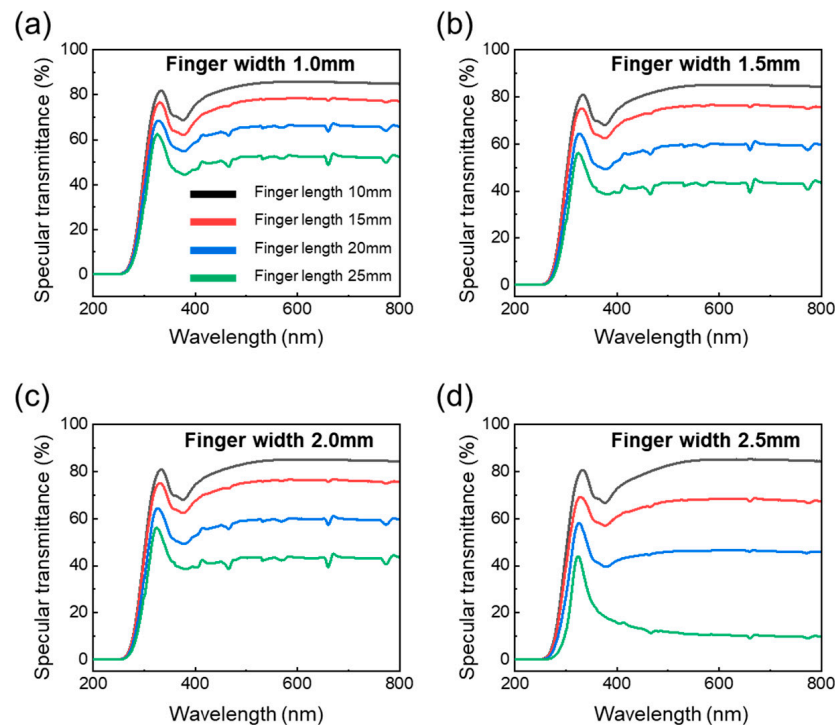 (a)
Finger width 1.0mm
Specular transmittance (%)
100
80
60
40
20
0
Finger length 10mm
Finger length 15mm
Finger length 20mm
Finger length 25mm
200
400
600
800
Wavelength (nm)
(b)
Finger width 1.5mm
Specular transmittance (%)
100
80
60
40
20
0
200
400
600
800
Wavelength (nm)
(c)
Finger width 2.0mm
Specular transmittance (%)
100
80
60
40
20
0
200
400
600
800
Wavelength (nm)
(d)
Finger width 2.5mm
Specular transmittance (%)
100
80
60
40
20
0
200
400
600
800
Wavelength (nm)